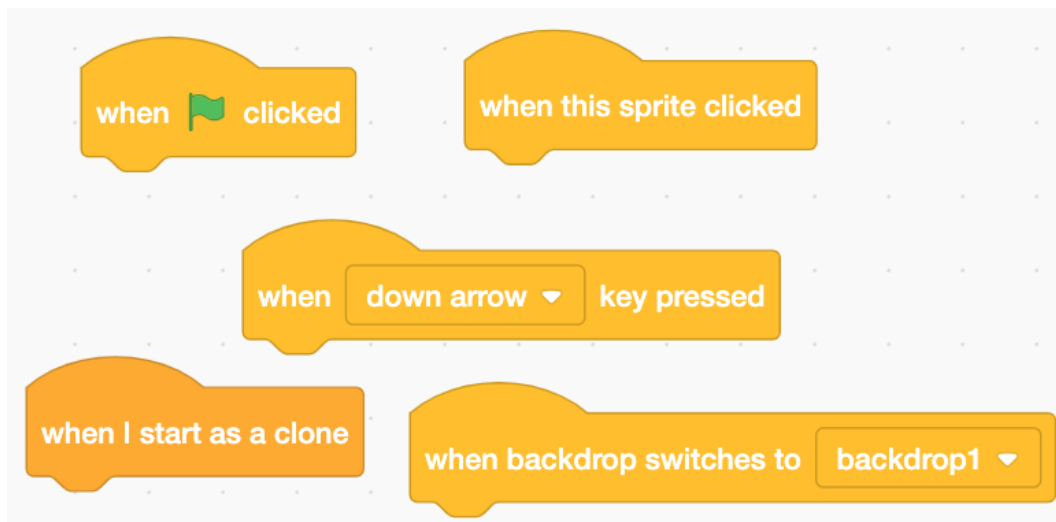 when clicked
when this sprite clicked
when down arrow key pressed
when I start as a clone
when backdrop switches to backdrop1